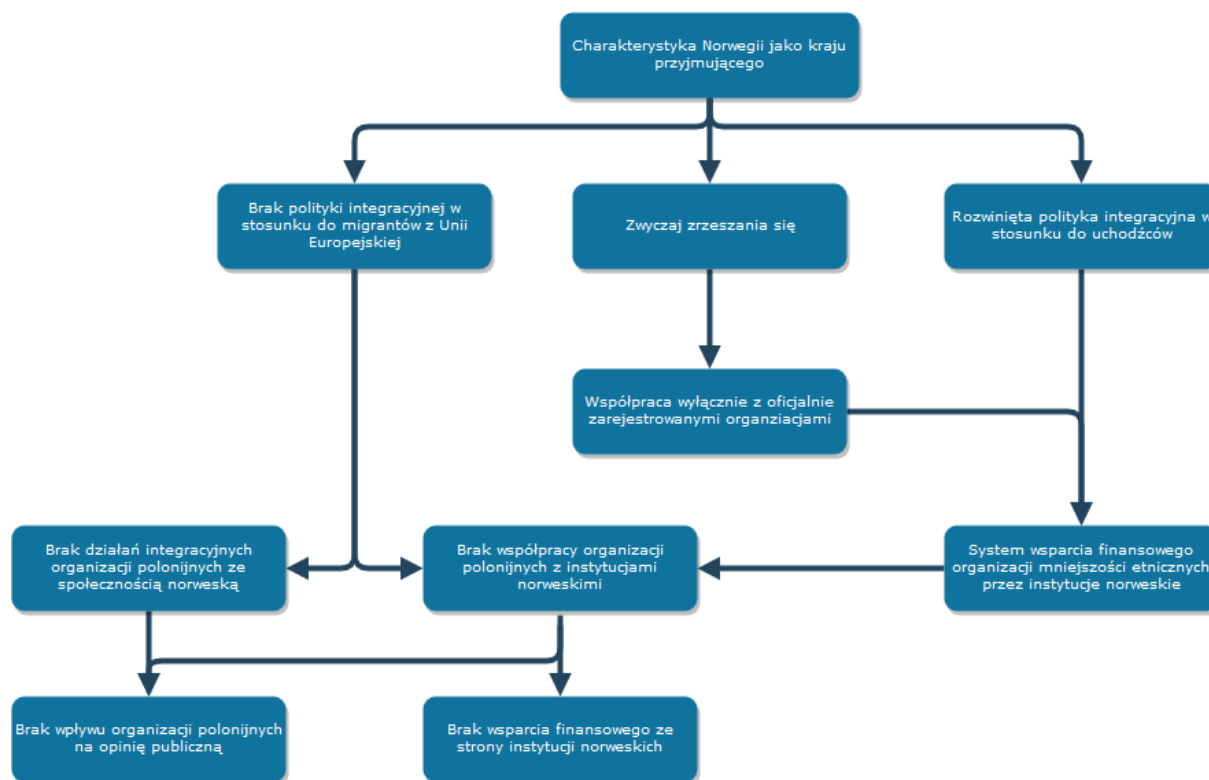 Charakterystyka Norwegii jako kraju
przyjmującego
Brak polityki integracyjnej w
stosunku do migrantów z Unii
Europejskiej
Zwyczaj zrzeszania się
Rozwinięta polityka integracyjna w
stosunku do uchodźców
Współpraca wyłącznie z oficjalnie
zarejestrowanymi organziacjami
Brak działań integracyjnych
organizacji polonijnych ze
społecznością norweską
Brak współpracy organizacji
polonijnych z instytucjami
norweskimi
System wsparcia finansowego
organizacji mniejszości etnicznych
przez instytucje norweskie
Brak wpływu organizacji polonijnych
na opinię publiczną
Brak wsparcia finansowego ze
strony instytucji norweskich